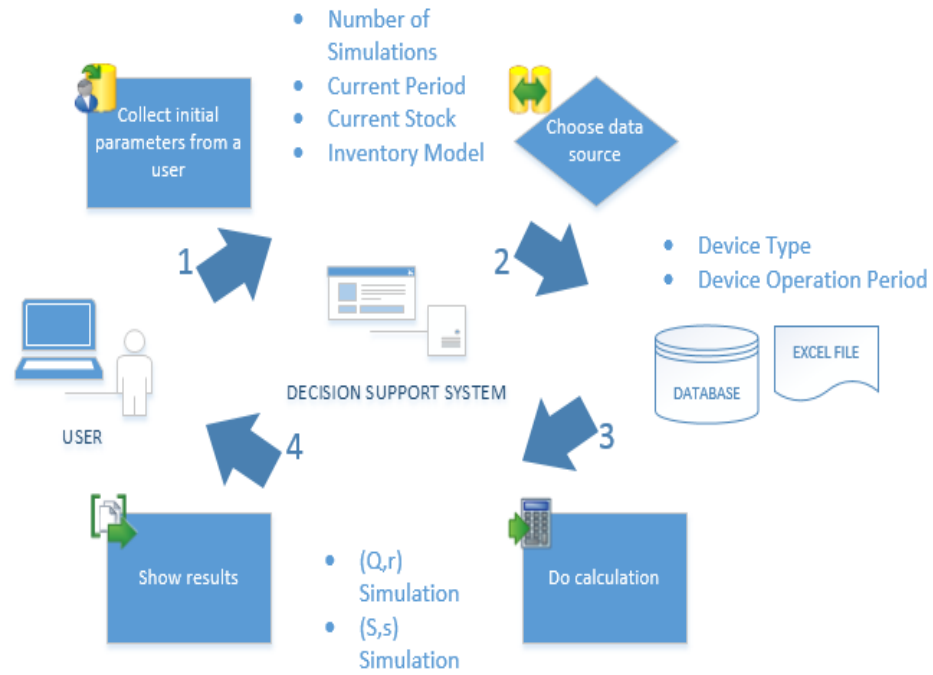 Collect initial
parameters from a
user
• Number of
Simulations
• Current Period
• Current Stock
• Inventory Model
Choose data
source
1
2
• Device Type
• Device Operation Period
DATABASE
EXCEL FILE
DECISION SUPPORT SYSTEM
USER
4
3
Show results
• (Q,r)
Simulation
• (S,s)
Simulation
Do calculation